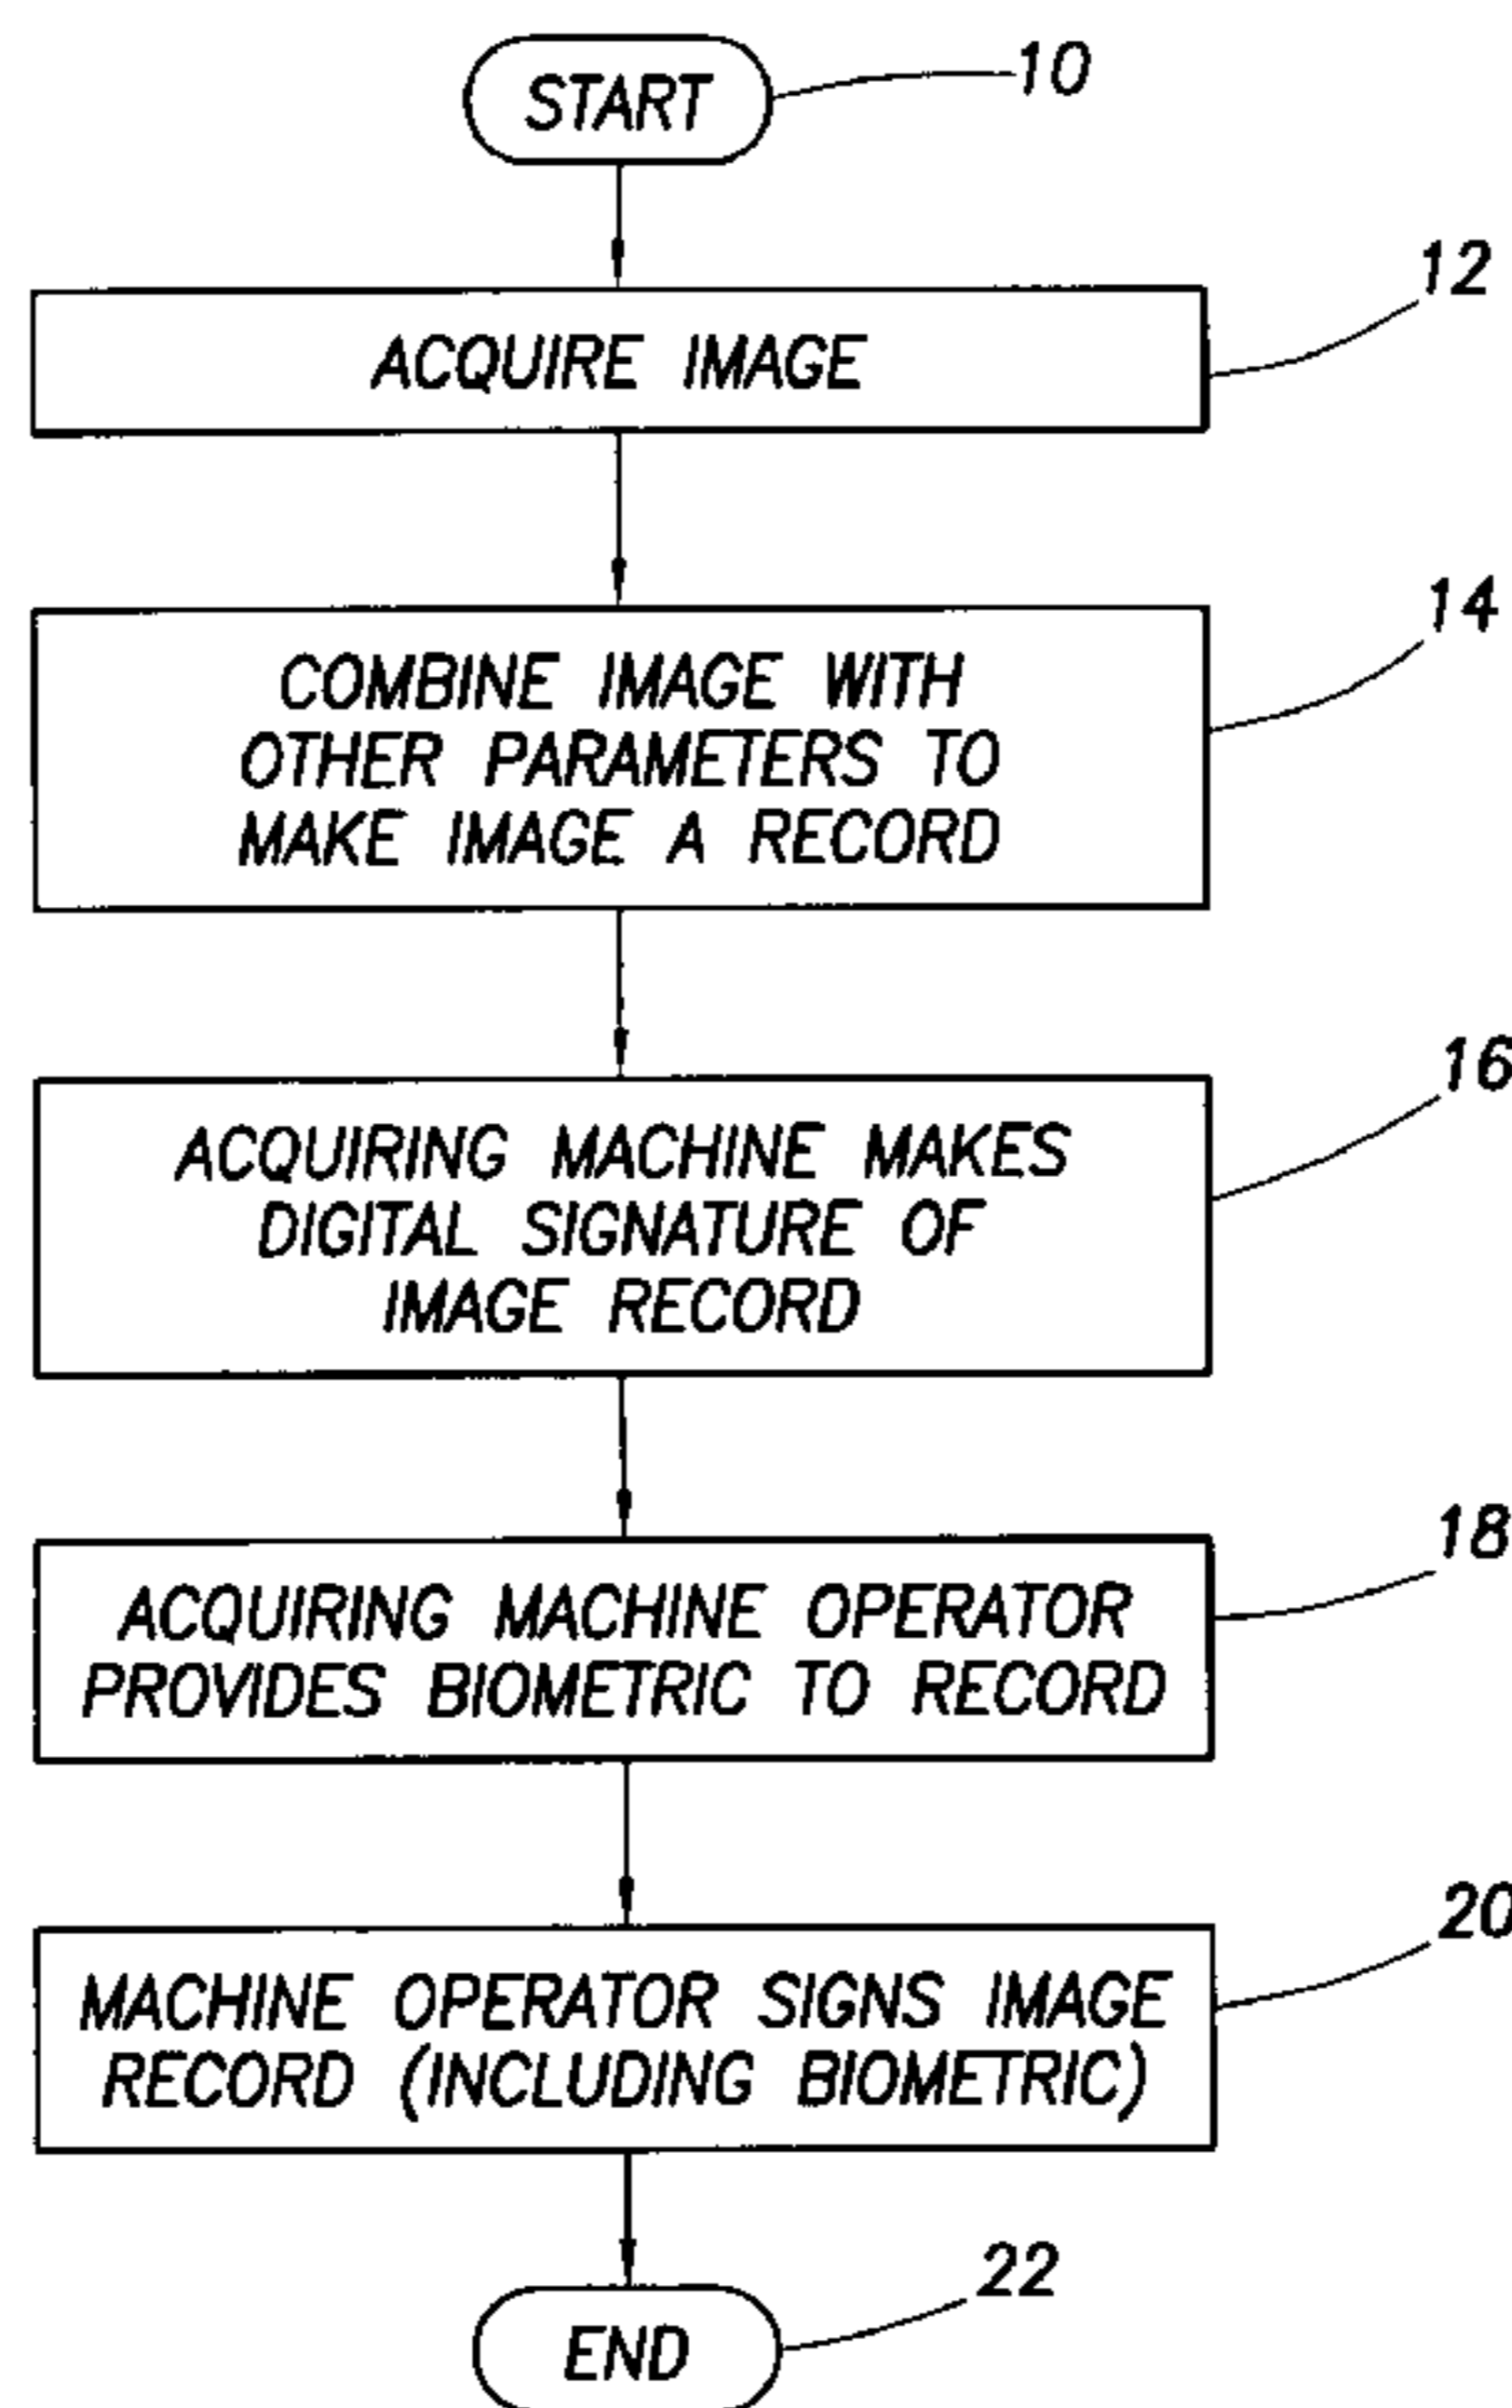 START
10
ACQUIRE IMAGE
12
COMBINE IMAGE WITH
OTHER PARAMETERS TO
MAKE IMAGE A RECORD
14
ACQUIRING MACHINE MAKES
DIGITAL SIGNATURE OF
IMAGE RECORD
16
ACQUIRING MACHINE OPERATOR
PROVIDES BIOMETRIC TO RECORD
18
MACHINE OPERATOR SIGNS IMAGE
RECORD (INCLUDING BIOMETRIC)
20
END
22